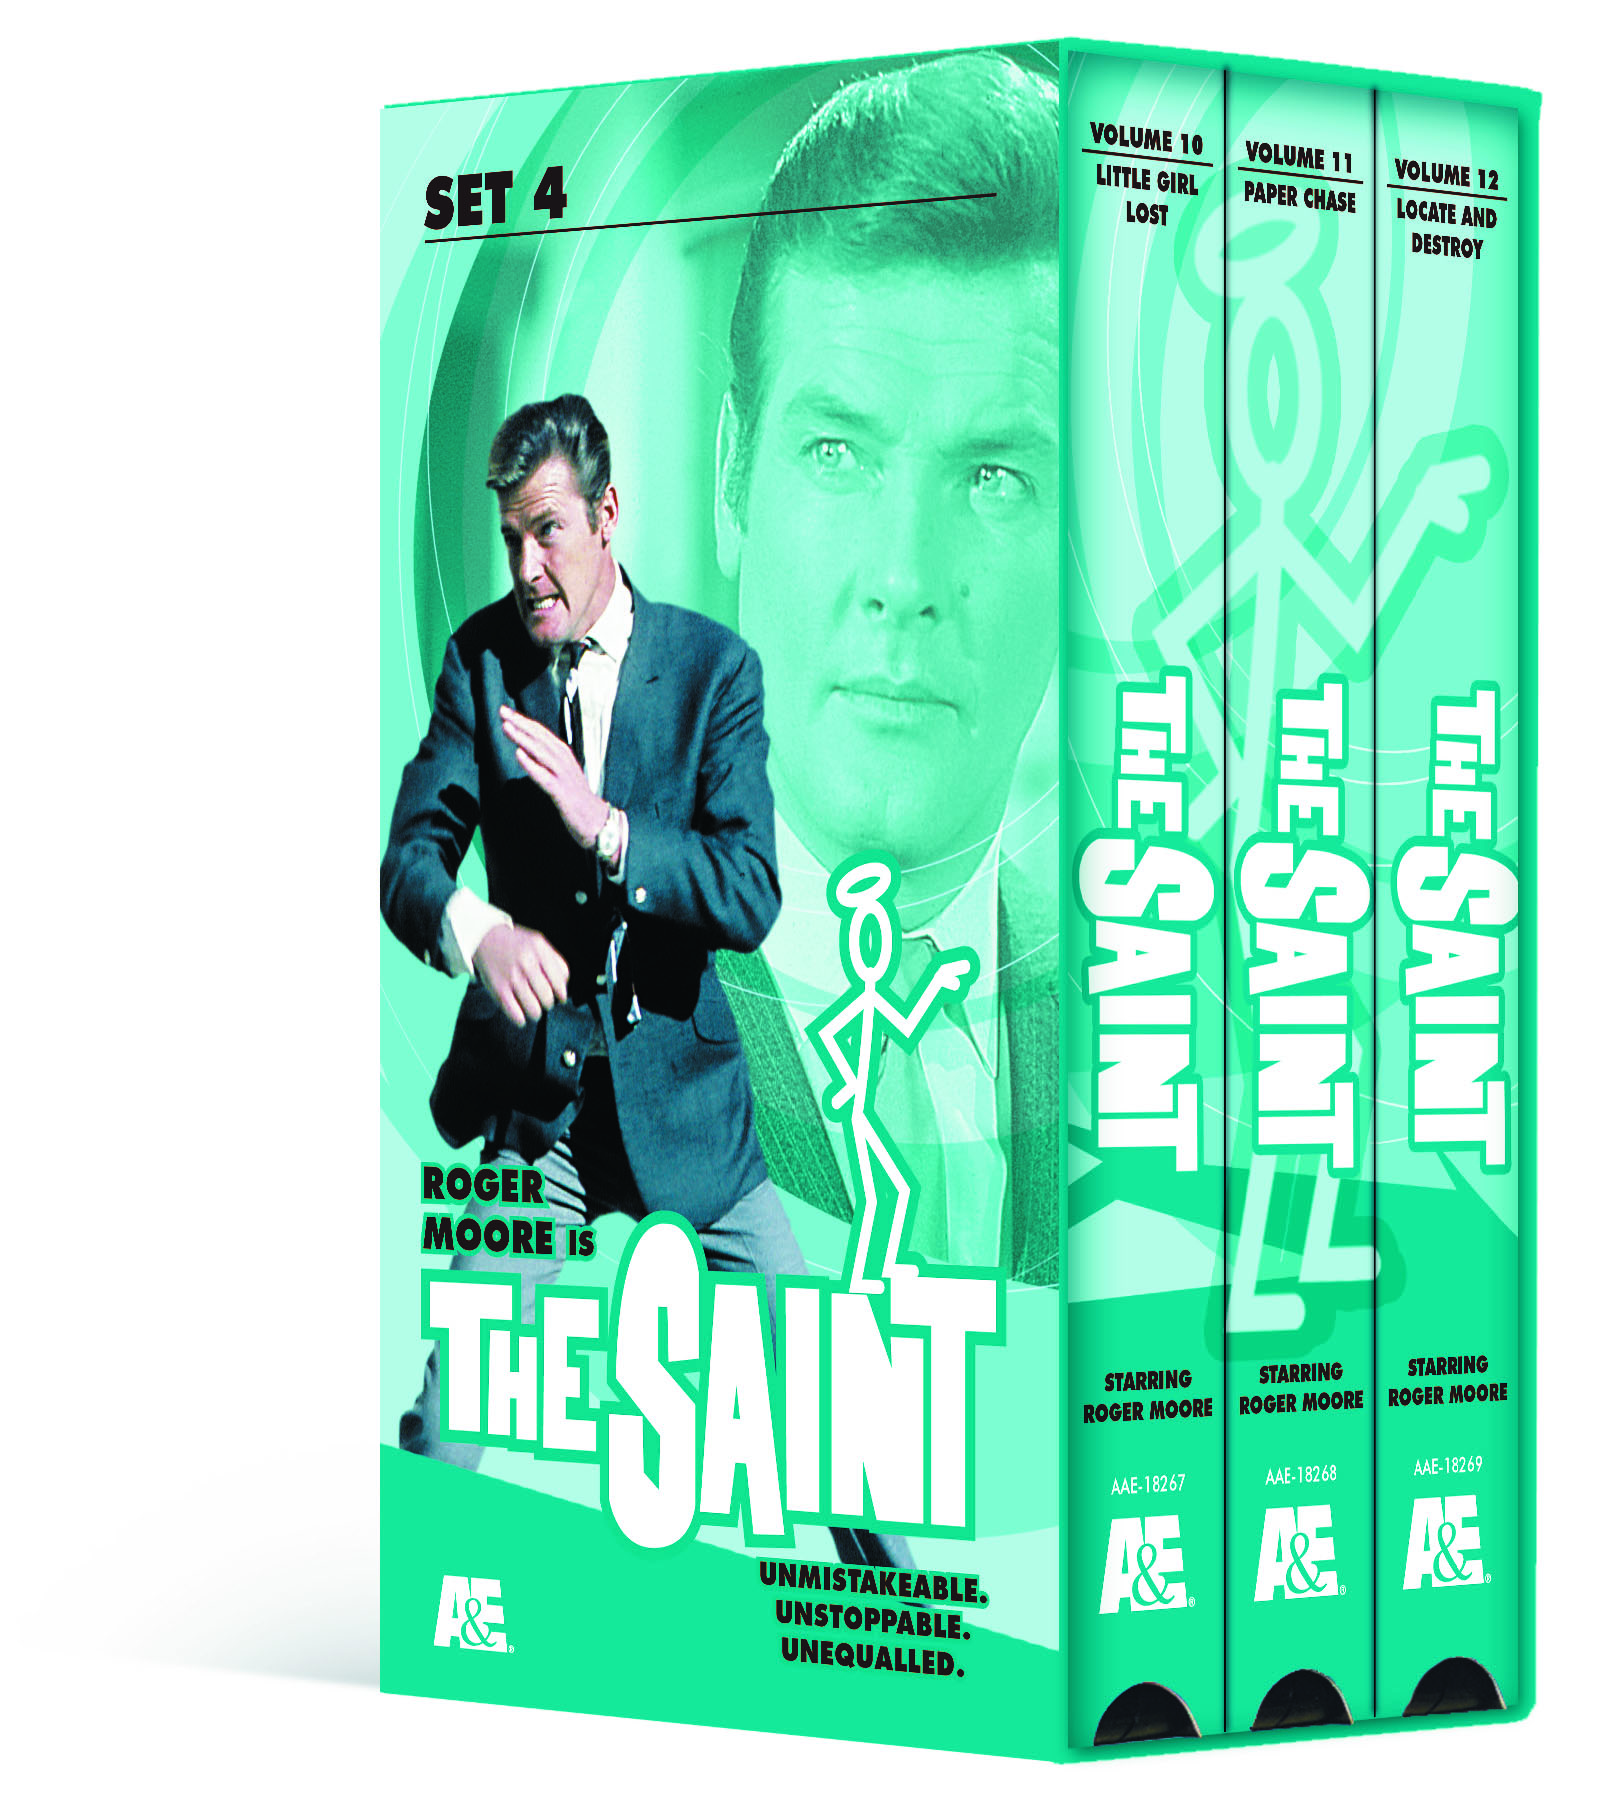 SET 4
ROGER
MOORE IS
THE SAINT
UNMISTAKEABLE.
UNSTOPPABLE.
UNEQUALLED.
A&E®
VOLUME 10
LITTLE GIRL
LOST
THE SAINT
STARRING
ROGER MOORE
AAE-18267
A&E®
VOLUME 11
PAPER CHASE
THE SAINT
STARRING
ROGER MOORE
AAE-18268
A&E®
VOLUME 12
LOCATE AND
DESTROY
THE SAINT
STARRING
ROGER MOORE
AAE-18269
A&E®